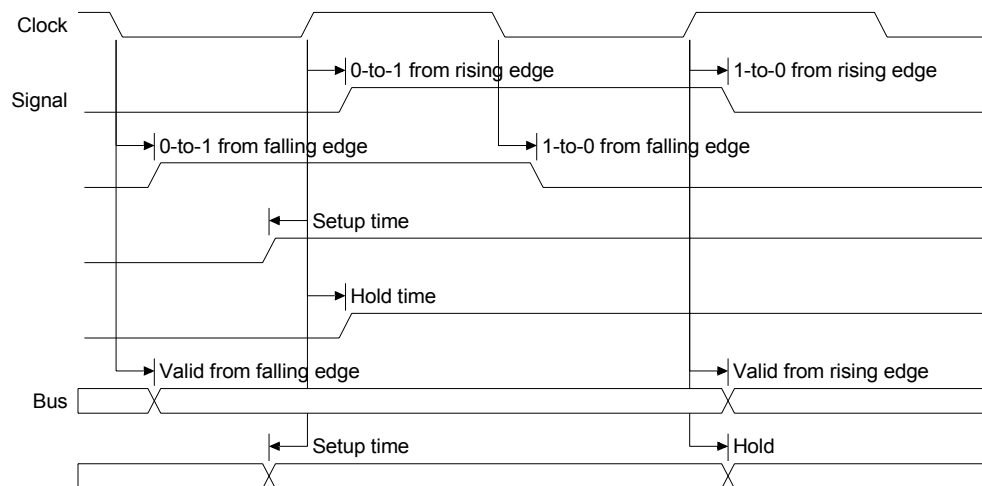 Clock
0-to-1 from rising edge
1-to-0 from rising edge
Signal
0-to-1 from falling edge
1-to-0 from falling edge
Setup time
Hold time
Valid from falling edge
Valid from rising edge
Bus
Setup time
Hold